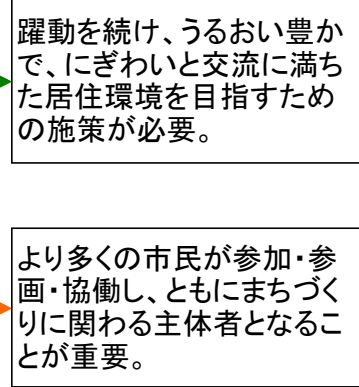 躍動を続け、うるおい豊か
で、にぎわいと交流に満ち
た居住環境を目指すため
の施策が必要。
より多くの市民が参加・参
画・協働し、ともにまちづく
りに関わる主体者となるこ
とが重要。